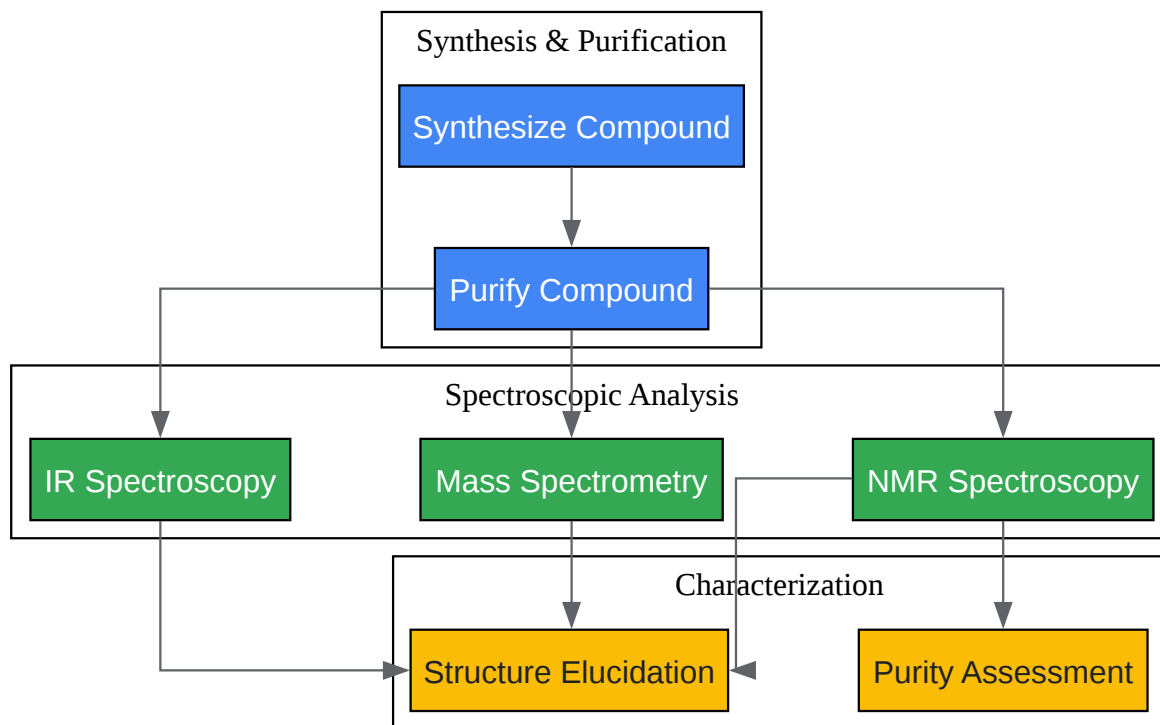 Synthesis & Purification
Synthesize Compound
Purify Compound
Spectroscopic Analysis
IR Spectroscopy
Mass Spectrometry
NMR Spectroscopy
Characterization
Structure Elucidation
Purity Assessment